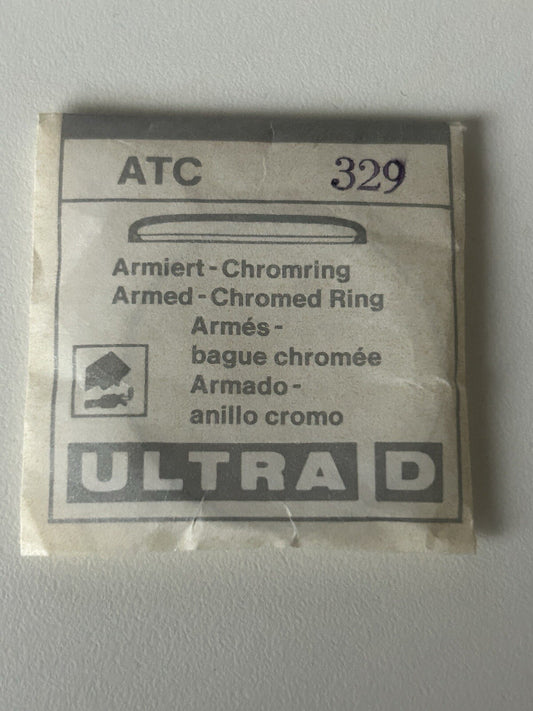 ATC 329
Armiert-Chromring
Armed-Chromed Ring
Armés-
bague chromée
Armado-
anillo cromo
ULTRA D